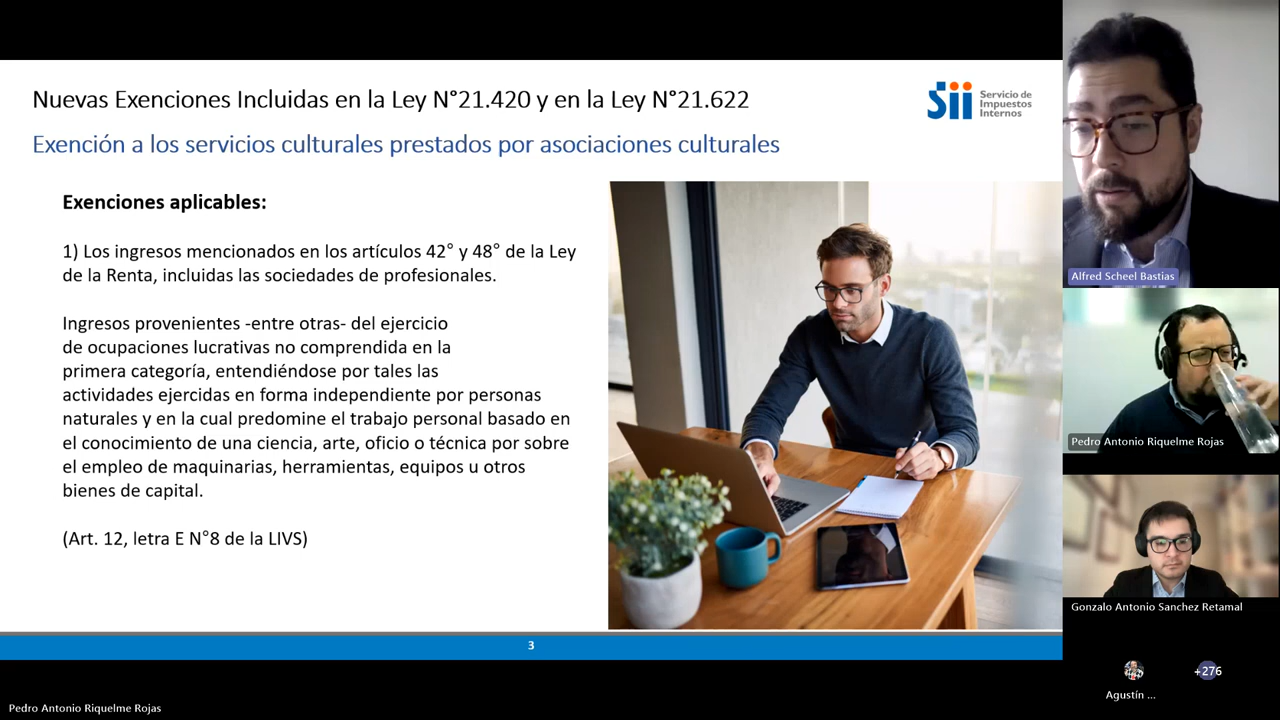 Nuevas Exenciones Incluidas en la Ley N°21.420 y en la Ley N°21.622
Sii Servicio de
Impuestos
Internos
Exención a los servicios culturales prestados por asociaciones culturales
Exenciones aplicables:
1) Los ingresos mencionados en los artículos 42° y 48° de la Ley
de la Renta, incluidas las sociedades de profesionales.
Ingresos provenientes -entre otras- del ejercicio
de ocupaciones lucrativas no comprendida en la
primera categoría, entendiéndose por tales las
actividades ejercidas en forma independiente por personas
naturales y en la cual predomine el trabajo personal basado en
el conocimiento de una ciencia, arte, oficio o técnica por sobre
el empleo de maquinarias, herramientas, equipos u otros
bienes de capital.
(Art. 12, letra E N°8 de la LIVS)
3
Alfred Scheel Bastias
Pedro Antonio Riquelme Rojas
Gonzalo Antonio Sanchez Retamal
+276
Agustín ...
Pedro Antonio Riquelme Rojas